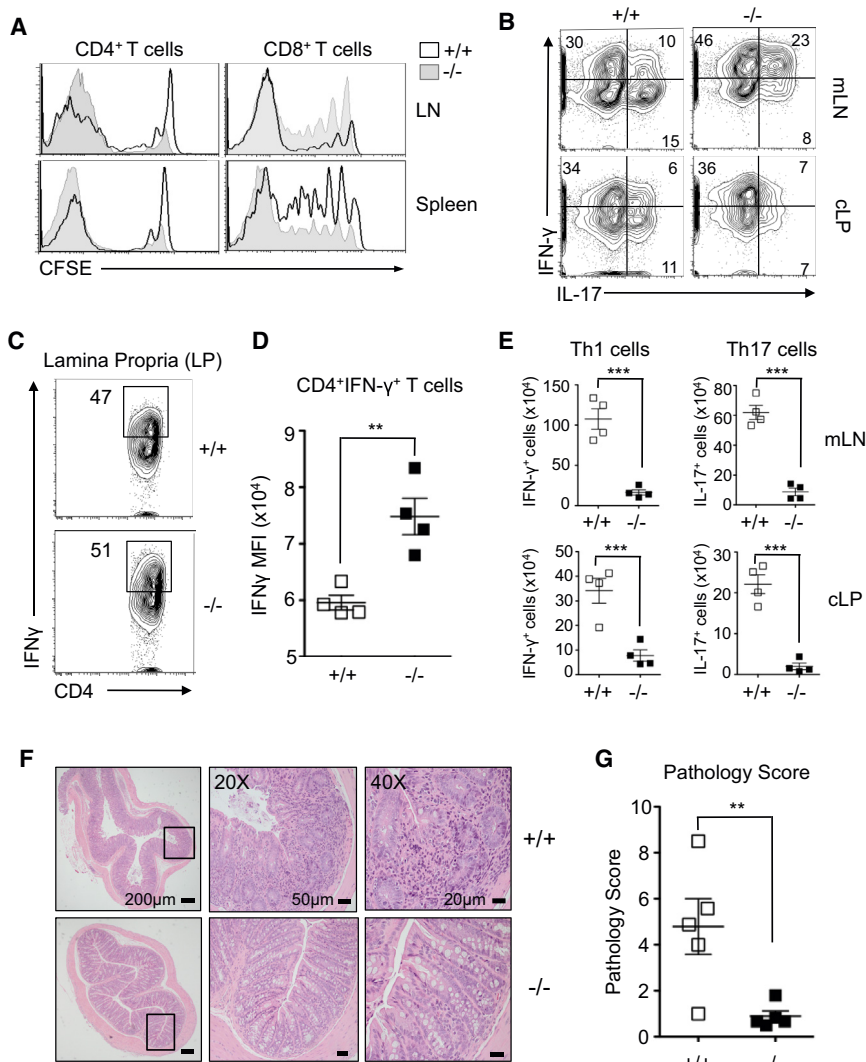 A
CD4⁺ T cells
CD8⁺ T cells
+/+
-/-
LN
Spleen
CFSE
B
+/+
-/-
30
10
15
46
23
8
mLN
34
6
11
36
7
7
cLP
IFN-γ
IL-17
C
Lamina Propria (LP)
47
+/+
51
-/-
IFNγ
CD4
D
CD4⁺IFN-γ⁺ T cells
**
IFNγ MFI (x10⁴)
9
8
7
6
5
+/+
-/-
E
Th1 cells
Th17 cells
***
IFN-γ⁺ cells (x10⁴)
150
100
50
0
+/+
-/-
***
IL-17⁺ cells (x10⁴)
80
60
40
20
0
+/+
-/-
mLN
***
IFN-γ⁺ cells (x10⁴)
50
40
30
20
10
0
+/+
-/-
***
IL-17⁺ cells (x10⁴)
30
20
10
0
+/+
-/-
cLP
F
200µm
20X
50µm
40X
20µm
+/+
-/-
G
Pathology Score
**
Pathology Score
10
8
6
4
2
0